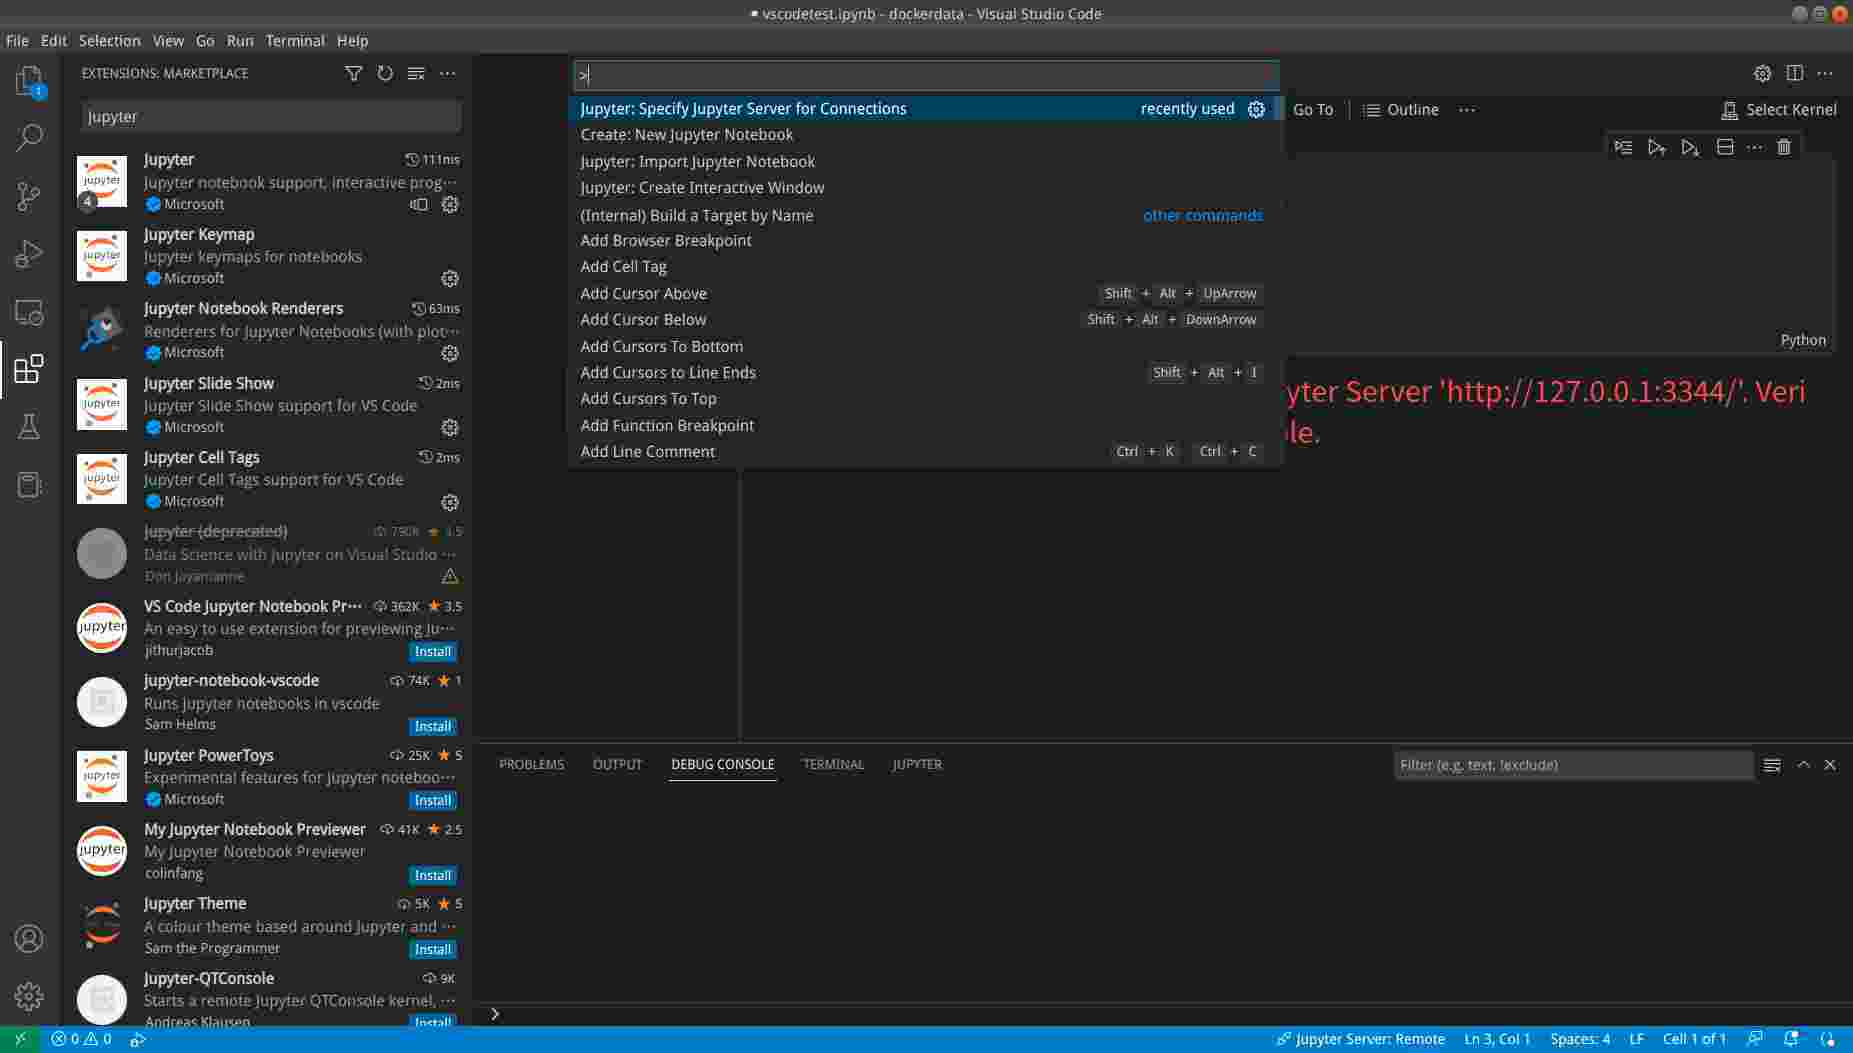 vscodetest.ipynb - dockerdata - Visual Studio Code
File Edit Selection View Go Run Terminal Help
EXTENSIONS: MARKETPLACE
Jupyter
Jupyter 111ms
Jupyter notebook support, interactive prog···
Microsoft
4
Jupyter Keymap
Jupyter keymaps for notebooks
Microsoft
Jupyter Notebook Renderers 63ms
Renderers for Jupyter Notebooks (with plot···
Microsoft
Jupyter Slide Show 2ms
Jupyter Slide Show support for VS Code
Microsoft
Jupyter Cell Tags 2ms
Jupyter Cell Tags support for VS Code
Microsoft
Jupyter (deprecated) 790K 3.5
Data Science with Jupyter on Visual Studio ···
Don Jayamanne
VS Code Jupyter Notebook Pr··· 362K 3.5
An easy to use extension for previewing Ju···
jithurjacob Install
jupyter-notebook-vscode 74K 1
Runs jupyter notebooks in vscode
Sam Helms Install
Jupyter PowerToys 25K 5
Experimental features for Jupyter noteboo···
Microsoft Install
My Jupyter Notebook Previewer 41K 2.5
My Jupyter Notebook Previewer
colinfang Install
Jupyter Theme 5K 5
A colour theme based around Jupyter and ···
Sam the Programmer Install
Jupyter-QTConsole 9K
Starts a remote Jupyter QTConsole kernel, ···
Andreas Klausen Install
>
Jupyter: Specify Jupyter Server for Connections recently used
Create: New Jupyter Notebook
Jupyter: Import Jupyter Notebook
Jupyter: Create Interactive Window
(Internal) Build a Target by Name other commands
Add Browser Breakpoint
Add Cell Tag
Add Cursor Above Shift + Alt + UpArrow
Add Cursor Below Shift + Alt + DownArrow
Add Cursors To Bottom
Add Cursors to Line Ends Shift + Alt + I
Add Cursors To Top
Add Function Breakpoint
Add Line Comment Ctrl + K Ctrl + C
Go To Outline ··· Select Kernel
Python
yter Server 'http://127.0.0.1:3344/'. Veri
le.
PROBLEMS OUTPUT DEBUG CONSOLE TERMINAL JUPYTER
Filter (e.g. text, !exclude)
0 0 Jupyter Server: Remote Ln 3, Col 1 Spaces: 4 LF Cell 1 of 1